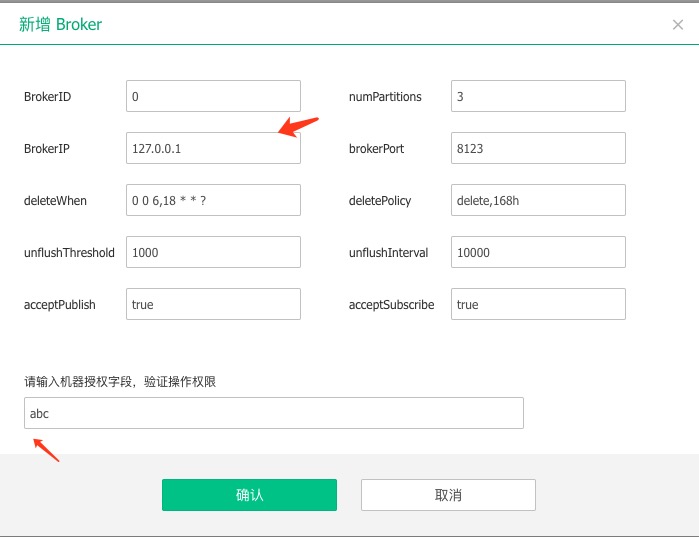 新增 Broker
BrokerID 0 numPartitions 3
BrokerIP 127.0.0.1 brokerPort 8123
deleteWhen 0 0 6,18 * * ? deletePolicy delete,168h
unflushThreshold 1000 unflushInterval 10000
acceptPublish true acceptSubscribe true
请输入机器授权字段，验证操作权限
abc
确认 取消